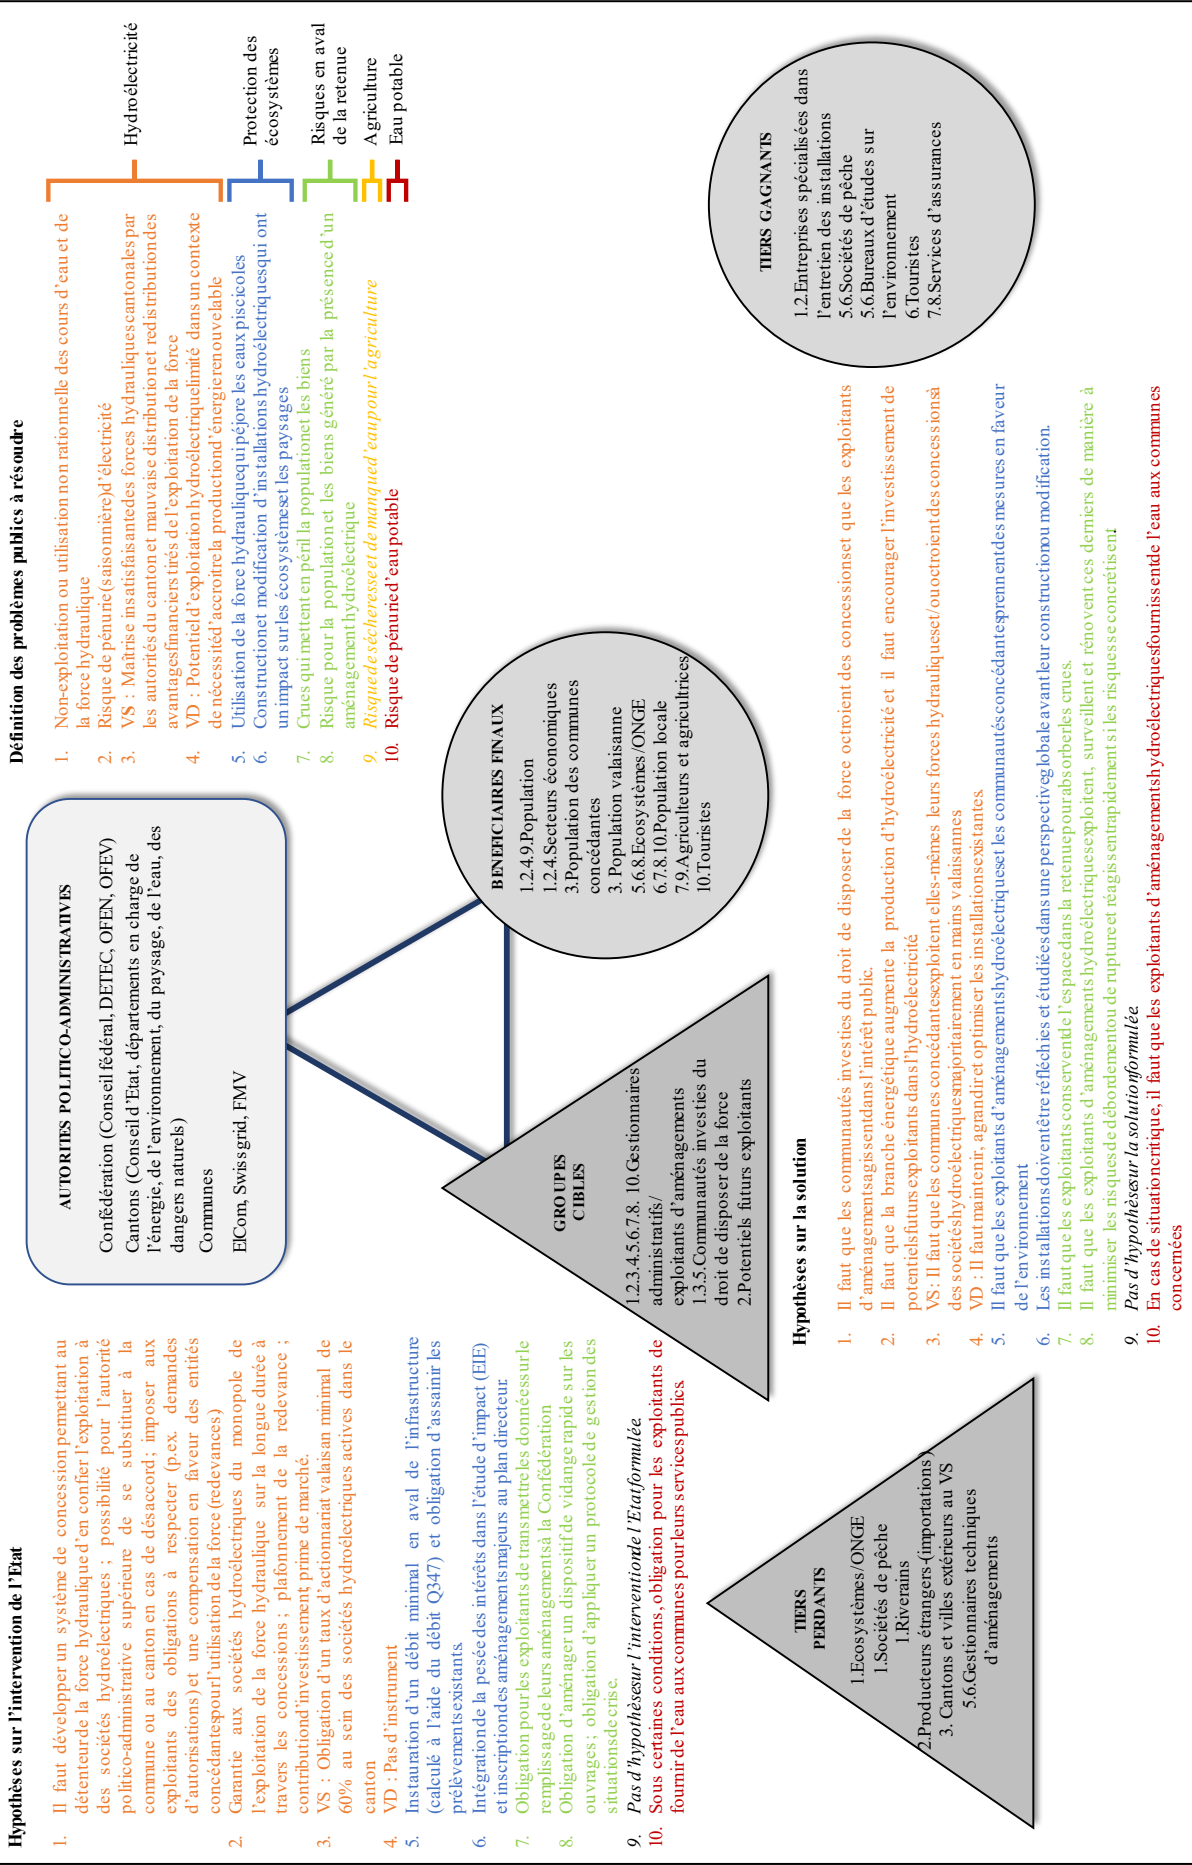 Hypothèses sur l'intervention de l'Etat
1. Il faut développer un système de concession permettant au
détenteur de la force hydraulique d'en confier l'exploitation à
des sociétés hydroélectriques ; possibilité pour l'autorité
politico-administrative supérieure de se substituer à la
commune ou au canton en cas de désaccord ; imposer aux
exploitants des obligations à respecter (p.ex. demandes
d'autorisations) et une compensation en faveur des entités
concédantes pour l'utilisation de la force (redevances)
2. Garantie aux sociétés hydroélectriques du monopole de
l'exploitation de la force hydraulique sur la longue durée à
travers les concessions ; plafonnement de la redevance ;
contribution d'investissement, prime de marché.
3. VS : Obligation d'un taux d'actionnariat valaisan minimal de
60% au sein des sociétés hydroélectriques actives dans le
canton
4. VD : Pas d'instrument
5. Instauration d'un débit minimal en aval de l'infrastructure
(calculé à l'aide du débit Q347) et obligation d'assainir les
prélèvements existants.
6. Intégration de la pesée des intérêts dans l'étude d'impact (EIE)
et inscription des aménagements majeurs au plan directeur.
7. Obligation pour les exploitants de transmettre les données sur le
remplissage de leurs aménagements à la Confédération
8. Obligation d'aménager un dispositif de vidange rapide sur les
ouvrages ; obligation d'appliquer un protocole de gestion des
situations de crise.
9. Pas d'hypothèse sur l'intervention de l'Etat formulée.
10. Sous certaines conditions, obligation pour les exploitants de
fournir de l'eau aux communes pour leurs services publics.
AUTORITES POLITICO-ADMINISTRATIVES
Confédération (Conseil fédéral, DETEC, OFEN, OFEV)
Cantons (Conseil d'Etat, départements en charge de
l'énergie, de l'environnement, du paysage, de l'eau, des
dangers naturels)
Communes
ElCom, Swissgrid, FMV
Définition des problèmes publics à résoudre
1. Non-exploitation ou utilisation non rationnelle des cours d'eau et de
la force hydraulique
2. Risque de pénurie (saisonnière) d'électricité
3. VS : Maîtrise insatisfaisante des forces hydrauliques cantonales par
les autorités du canton et mauvaise distribution et redistribution des
avantages financiers tirés de l'exploitation de la force
4. VD : Potentiel d'exploitation hydroélectrique limité dans un contexte
de nécessité d'accroitre la production d'énergie renouvelable
5. Utilisation de la force hydraulique qui péjore les eaux piscicoles
6. Construction et modification d'installations hydroélectriques qui ont
un impact sur les écosystèmes et les paysages
7. Crues qui mettent en péril la population et les biens
8. Risque pour la population et les biens généré par la présence d'un
aménagement hydroélectrique
9. Risque de sécheresse et de manque d'eau pour l'agriculture
10. Risque de pénurie d'eau potable
Hydroélectricité
Protection des
écosystèmes
Risques en aval
de la retenue
Agriculture
Eau potable
GROUPES
CIBLES
1.2.3.4.5.6.7.8. 10. Gestionnaires
administratifs/
exploitants d'aménagements
1.3.5.Communautés investies du
droit de disposer de la force
2.Potentiels futurs exploitants
BENEFICIAIRES FINAUX
1.2.4.9.Population
1.2.4.Secteurs économiques
3.Population des communes
concédantes
3. Population valaisanne
5.6.8.Ecosystèmes /ONGE
6.7.8.10.Population locale
7.9.Agriculteurs et agricultrices
10.Touristes
TIERS
PERDANTS
1.Ecosystèmes/ONGE
1.Sociétés de pêche
1.Riverains
2.Producteurs étrangers (importations)
3. Cantons et villes extérieurs au VS
5.6.Gestionnaires techniques
d'aménagements
Hypothèses sur la solution
1. Il faut que les communautés investies du droit de disposer de la force octroient des concessions et que les exploitants
d'aménagements agissent dans l'intérêt public.
2. Il faut que la branche énergétique augmente la production d'hydroélectricité et il faut encourager l'investissement de
potentiels futurs exploitants dans l'hydroélectricité
3. VS : Il faut que les communes concédantes exploitent elles-mêmes leurs forces hydrauliques et/ou octroient des concessions à
des sociétés hydroélectriques majoritairement en mains valaisannes
4. VD : Il faut maintenir, agrandir et optimiser les installations existantes.
5. Il faut que les exploitants d'aménagements hydroélectriques et les communautés concédantes prennent des mesures en faveur
de l'environnement
6. Les installations doivent être réfléchies et étudiées dans une perspective globale avant leur construction ou modification.
7. Il faut que les exploitants conservent de l'espace dans la retenue pour absorber les crues.
8. Il faut que les exploitants d'aménagements hydroélectriques exploitent, surveillent et rénovent ces derniers de manière à
minimiser les risques de débordement ou de rupture et réagissent rapidement si les risques se concrétisent.
9. Pas d'hypothèse sur la solution formulée.
10. En cas de situation critique, il faut que les exploitants d'aménagements hydroélectriques fournissent de l'eau aux communes
concernées
TIERS GAGNANTS
1.2.Entreprises spécialisées dans
l'entretien des installations
5.6.Sociétés de pêche
5.6.Bureaux d'études sur
l'environnement
6.Touristes
7.8.Services d'assurances